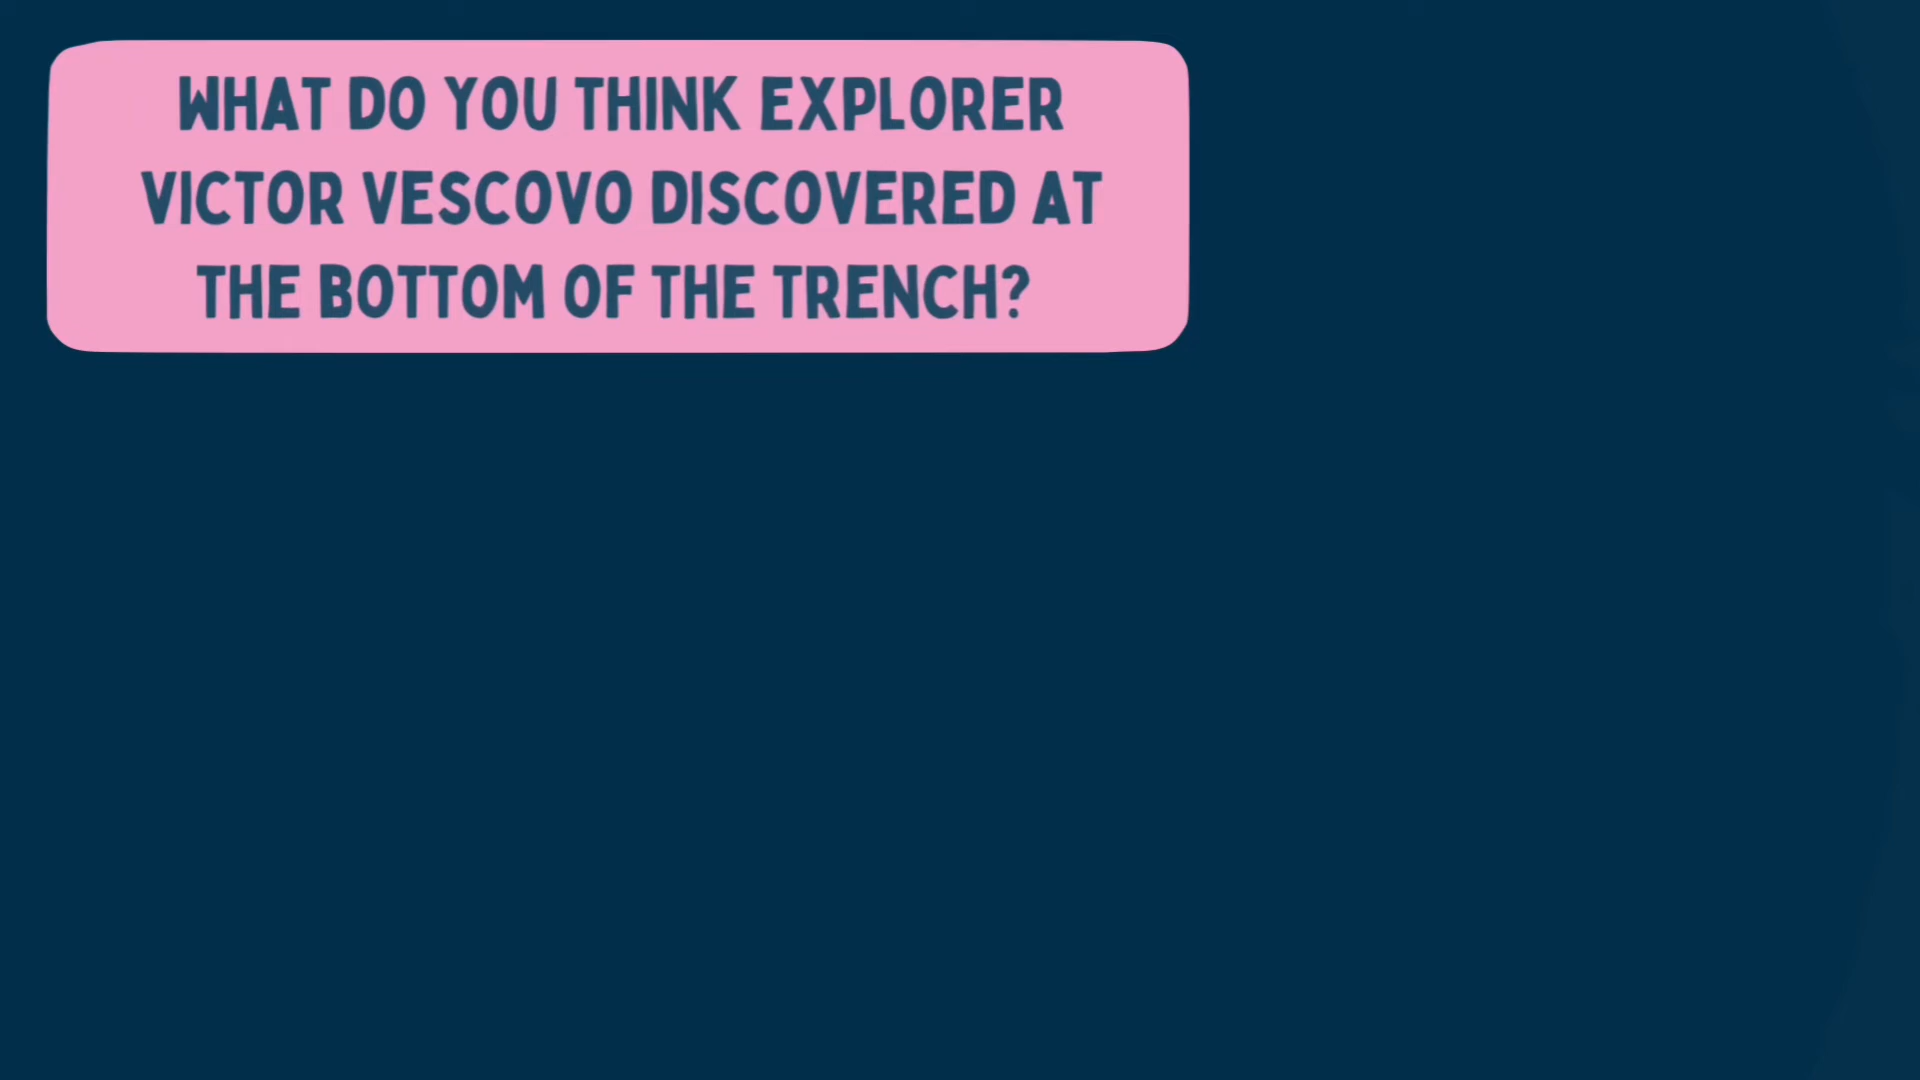 WHAT DO YOU THINK EXPLORER
VICTOR VESCOVO DISCOVERED AT
THE BOTTOM OF THE TRENCH?